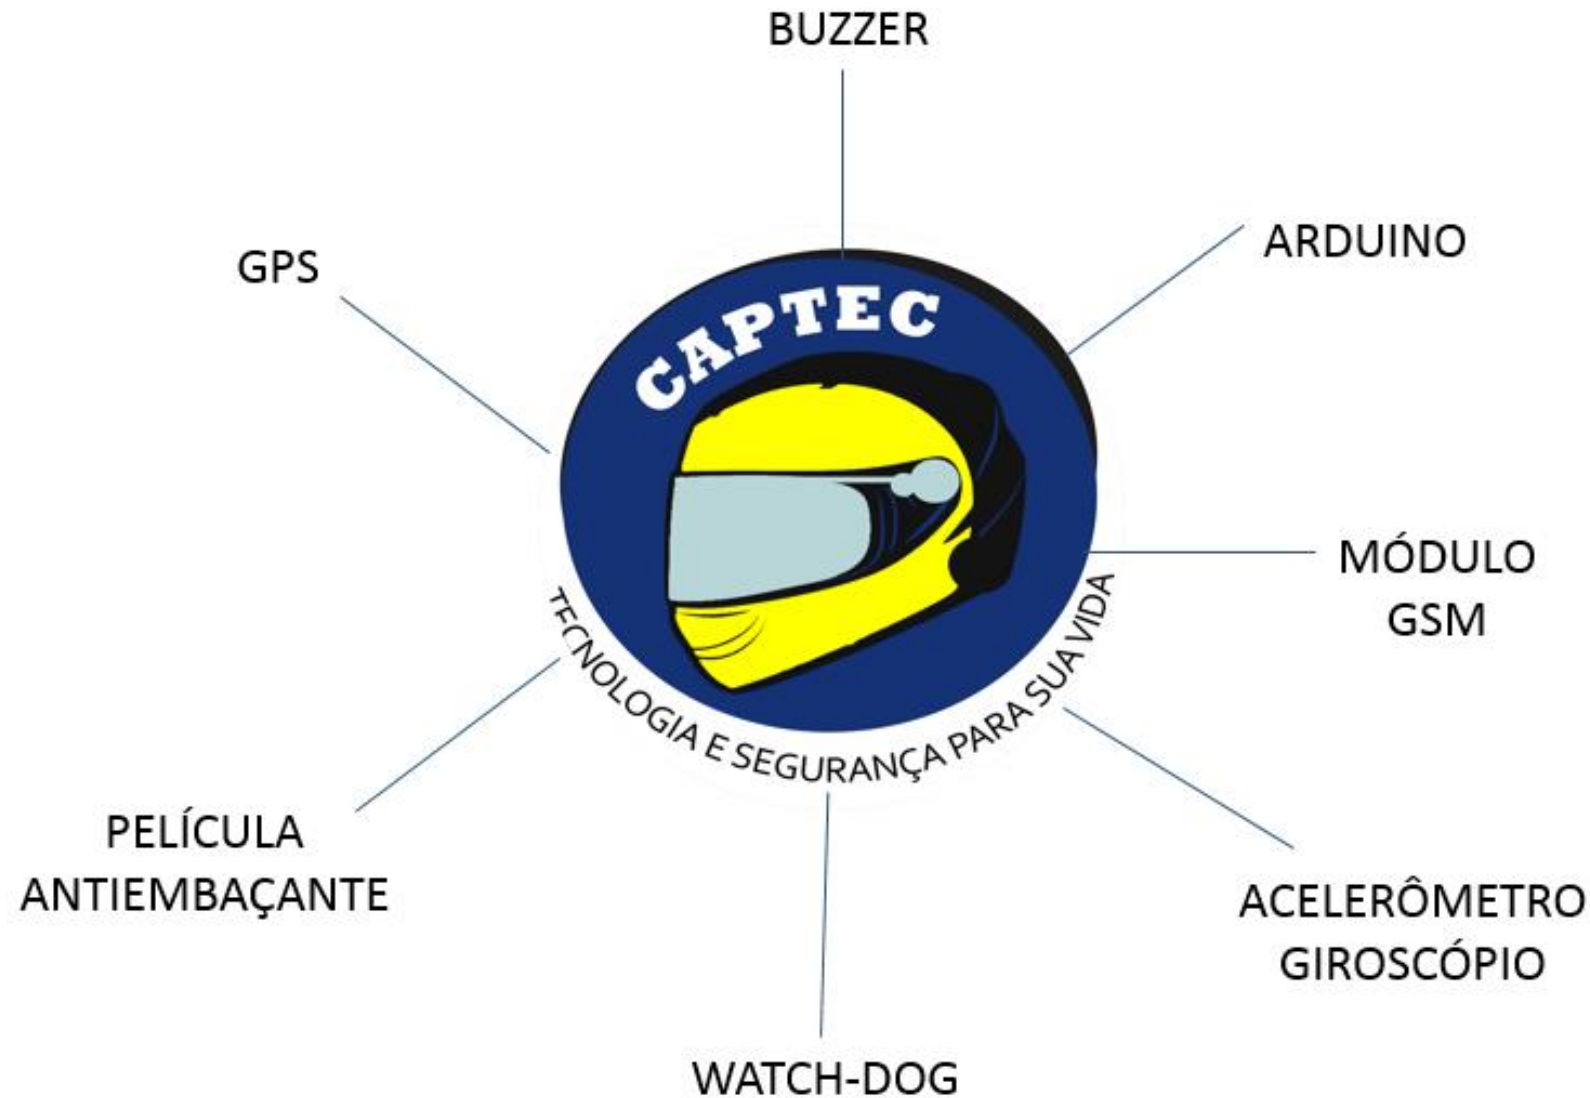 BUZZER
ARDUINO
GPS
CAPTEC
MÓDULO
GSM
TECNOLOGIA E SEGURANÇA PARA SUA VIDA
PELÍCULA
ANTIEMBAÇANTE
ACELERÔMETRO
GIROSCÓPIO
WATCH-DOG